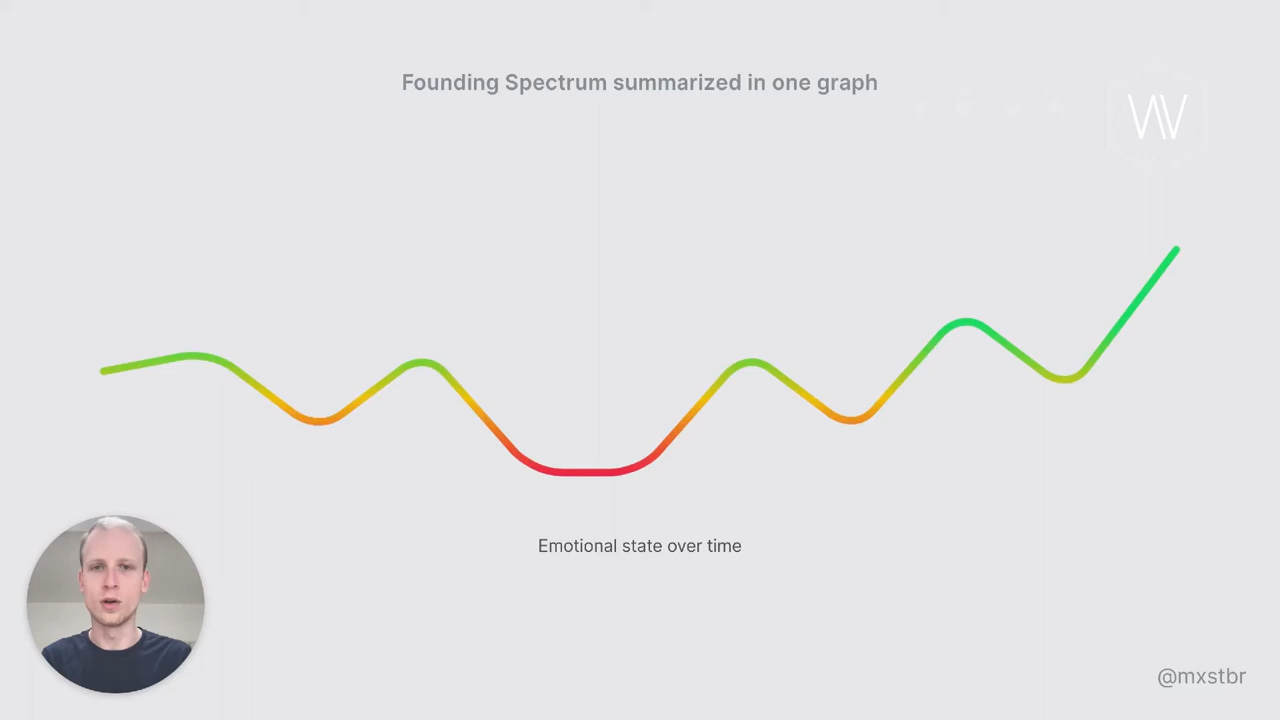 Founding Spectrum summarized in one graph
W
Emotional state over time
@mxstbr